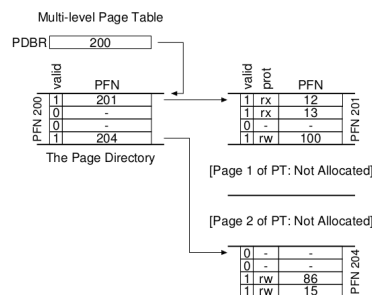 Multi-level Page Table
PDBR 200
valid PFN
PFN 200
1 201
0 -
0 -
1 204
The Page Directory
valid prot PFN
1 rx 12
1 rx 13
0 - -
1 rw 100
PFN 201
[Page 1 of PT: Not Allocated]
[Page 2 of PT: Not Allocated]
0 - -
0 - -
1 rw 86
1 rw 15
PFN 204